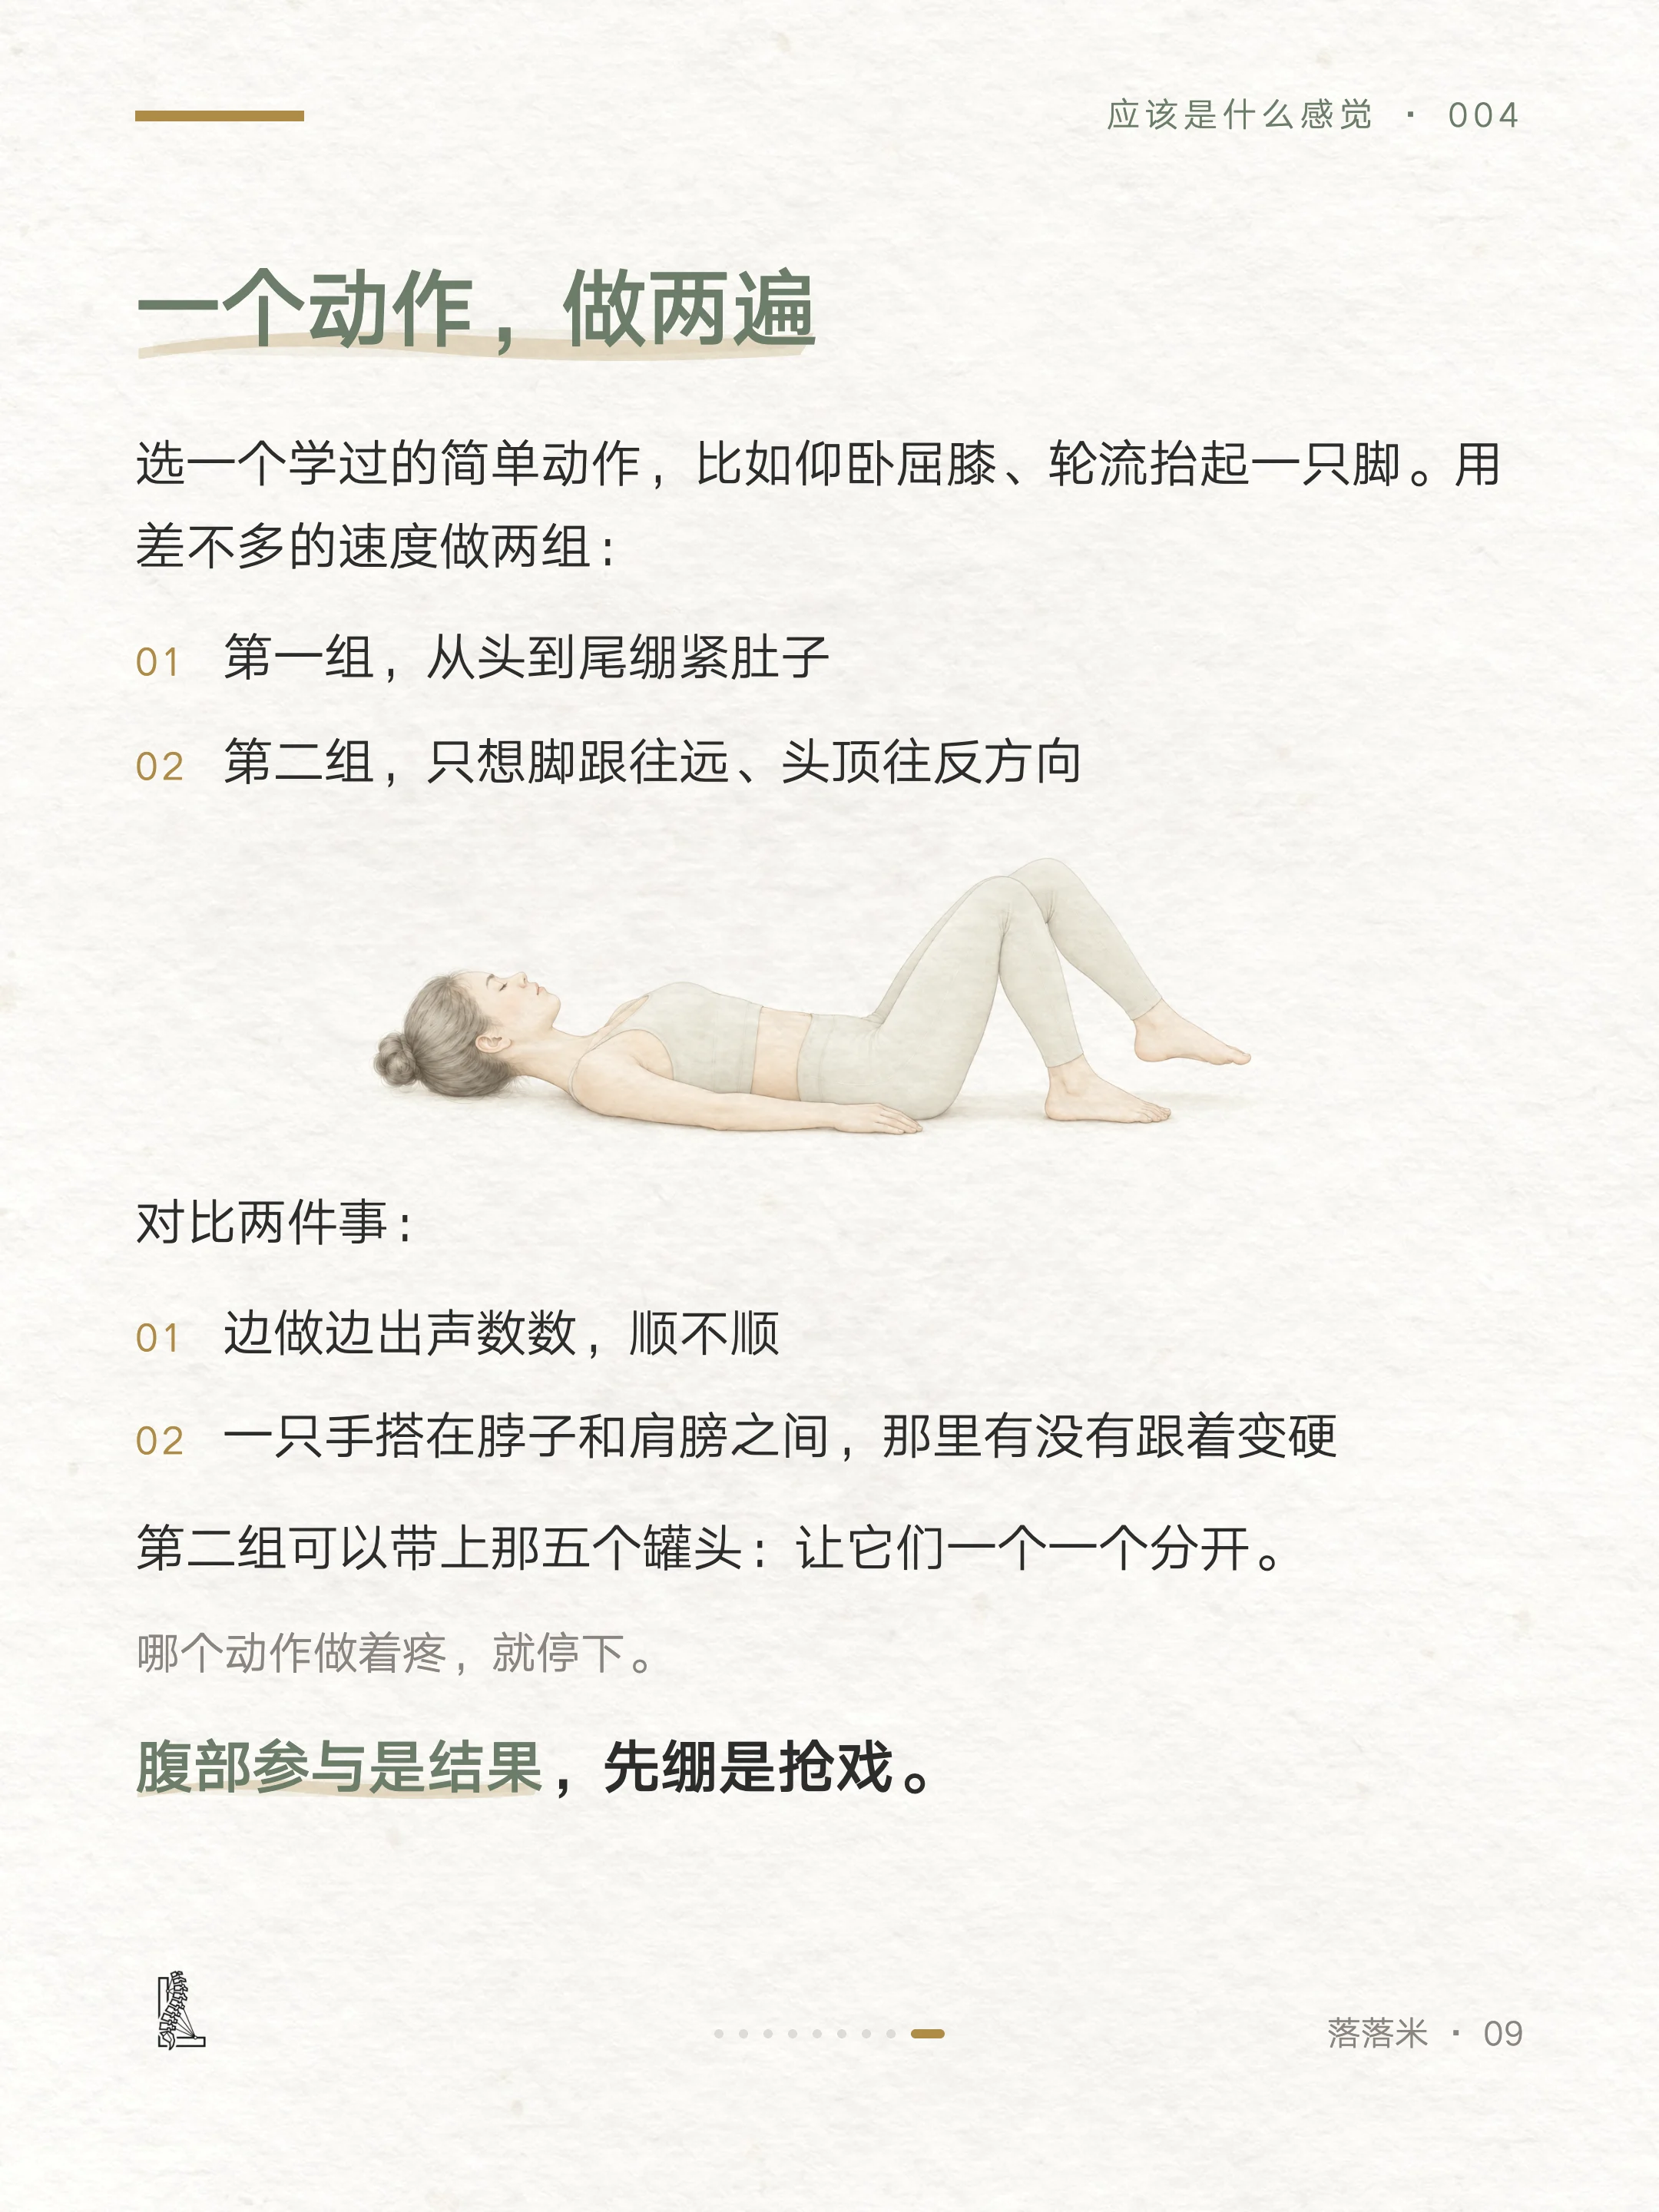 应该是什么感觉 · 004
一个动作，做两遍
选一个学过的简单动作，比如仰卧屈膝、轮流抬起一只脚。用
差不多的速度做两组：
01 第一组，从头到尾绷紧肚子
02 第二组，只想脚跟往远、头顶往反方向
对比两件事：
01 边做边出声数数，顺不顺
02 一只手搭在脖子和肩膀之间，那里有没有跟着变硬
第二组可以带上那五个罐头：让它们一个一个分开。
哪个动作做着疼，就停下。
腹部参与是结果，先绷是抢戏。
落落米 · 09